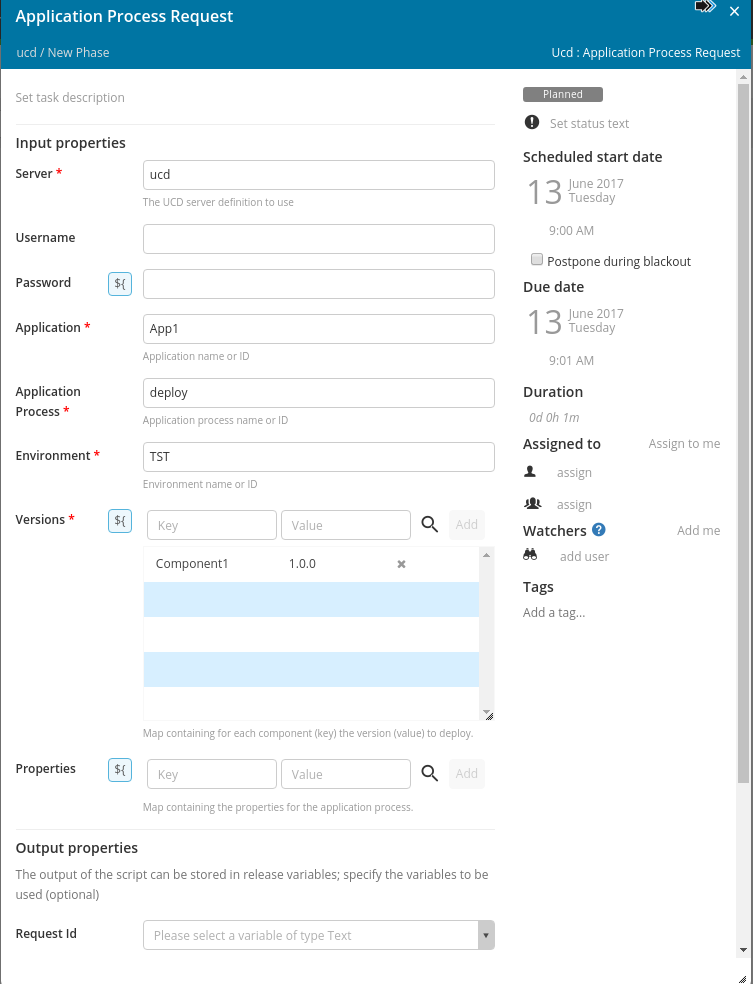 Application Process Request
ucd / New Phase
Ucd : Application Process Request
Set task description
Input properties
Server *
ucd
The UCD server definition to use
Username
Password
${
Application *
App1
Application name or ID
Application
Process *
deploy
Application process name or ID
Environment *
TST
Environment name or ID
Versions *
${
Key
Value
Add
Component1
1.0.0
Map containing for each component (key) the version (value) to deploy.
Properties
${
Key
Value
Add
Map containing the properties for the application process.
Output properties
The output of the script can be stored in release variables; specify the variables to be
used (optional)
Request Id
Please select a variable of type Text
Planned
Set status text
Scheduled start date
13
June 2017
Tuesday
9:00 AM
Postpone during blackout
Due date
13
June 2017
Tuesday
9:01 AM
Duration
0d 0h 1m
Assigned to
Assign to me
assign
assign
Watchers ?
Add me
add user
Tags
Add a tag...